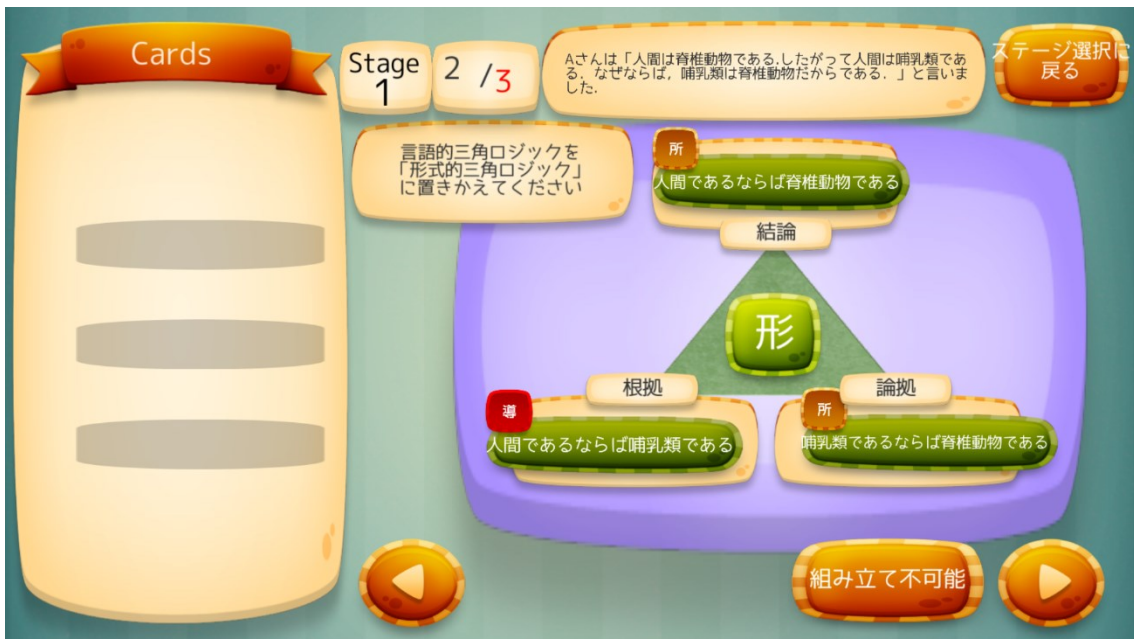 Cards
Stage
1
2 /3
Aさんは「人間は脊椎動物である.したがって人間は哺乳類であ
る．なぜならば，哺乳類は脊椎動物だからである．」と言いま
した.
ステージ選択に
戻る
言語的三角ロジックを
「形式的三角ロジック」
に置きかえてください
所
人間であるならば脊椎動物である
結論
形
根拠
導
人間であるならば哺乳類である
論拠
所
哺乳類であるならば脊椎動物である
組み立て不可能